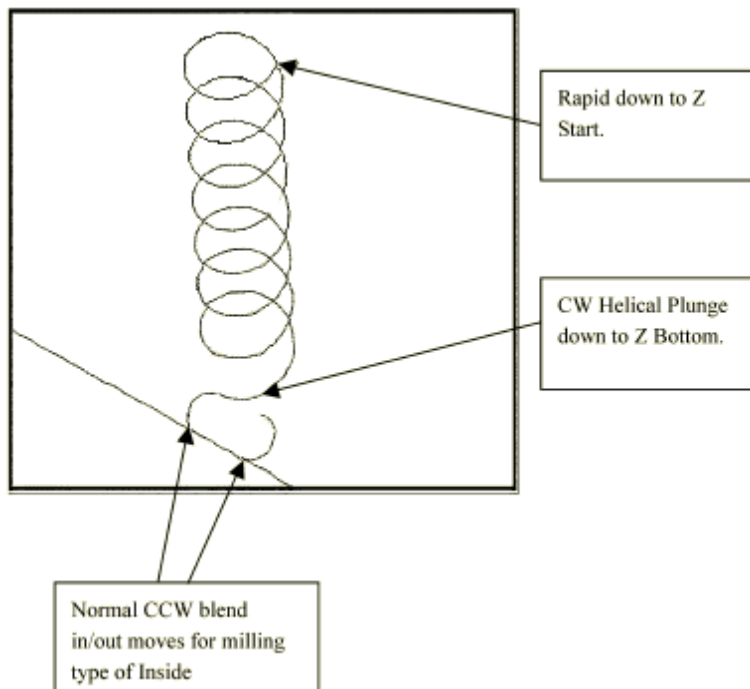 Rapid down to Z
Start.
CW Helical Plunge
down to Z Bottom.
Normal CCW blend
in/out moves for milling
type of Inside